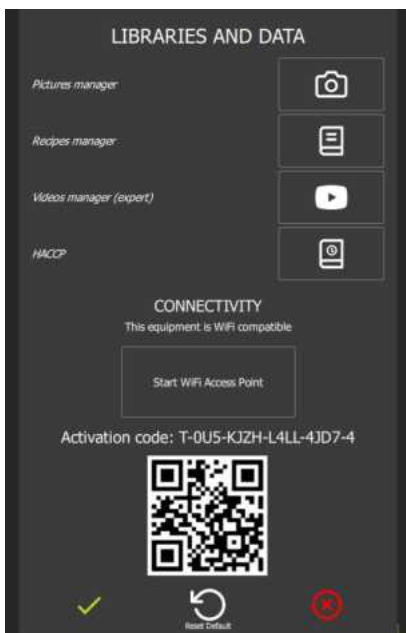 LIBRARIES AND DATA
Pictures manager
Recipes manager
Videos manager (expert)
HACCP
CONNECTIVITY
This equipment is WiFi compatible
Start WiFi Access Point
Activation code: T-0U5-KJZH-L4LL-4JD7-4
Reset Default